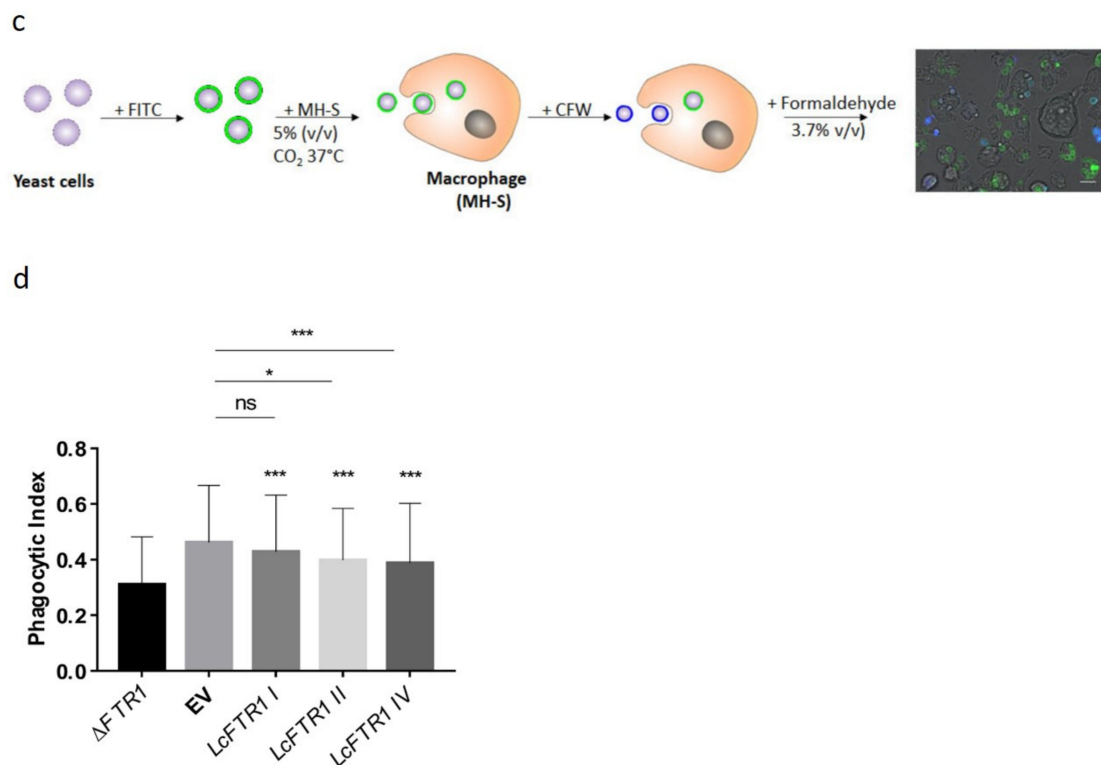 c
+ FITC
+ MH-S
5% (v/v)
CO₂ 37°C
+ CFW
+ Formaldehyde
3.7% v/v)
Yeast cells
Macrophage
(MH-S)
d
***
*
ns
*** *** ***
Phagocytic Index
0.8
0.6
0.4
0.2
0.0
ΔFTR1
EV
LcFTR1 I
LcFTR1 II
LcFTR1 IV